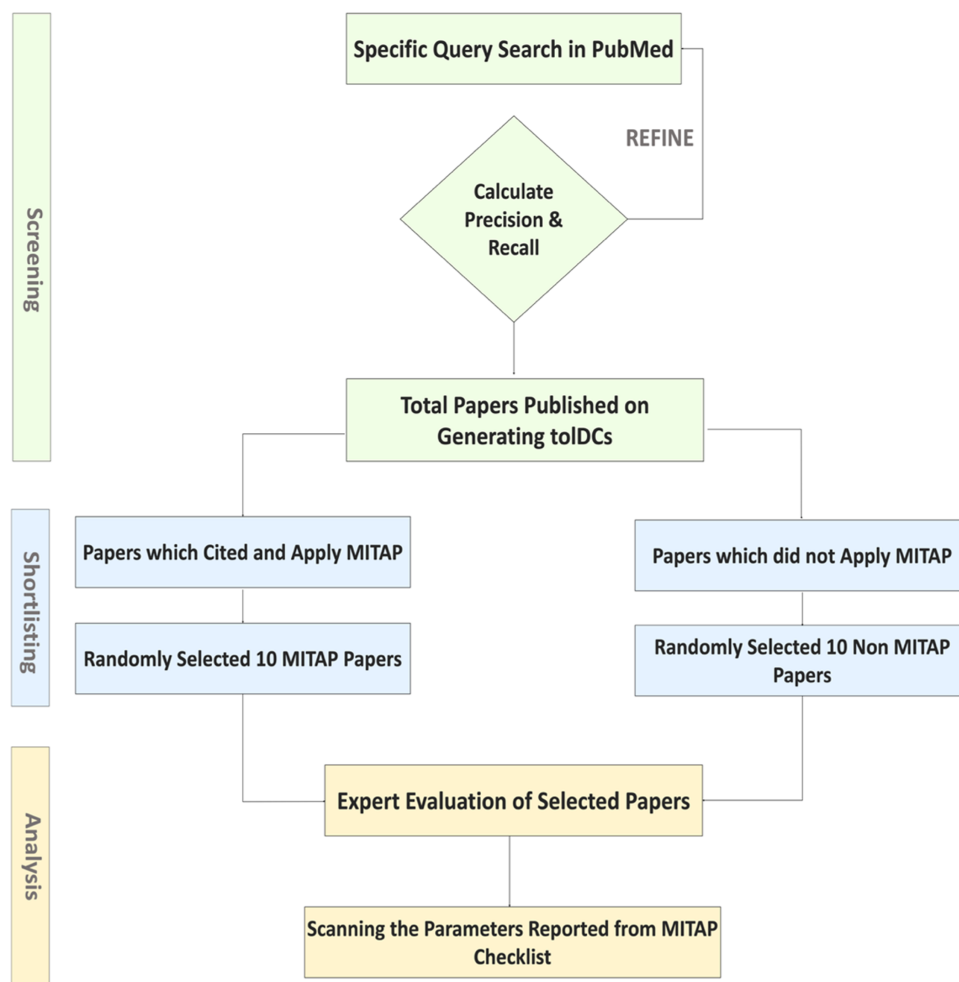 Specific Query Search in PubMed
REFINE
Calculate
Precision &
Recall
Screening
Total Papers Published on
Generating tolDCs
Papers which Cited and Apply MITAP
Papers which did not Apply MITAP
Shortlisting
Randomly Selected 10 MITAP Papers
Randomly Selected 10 Non MITAP
Papers
Expert Evaluation of Selected Papers
Analysis
Scanning the Parameters Reported from MITAP
Checklist